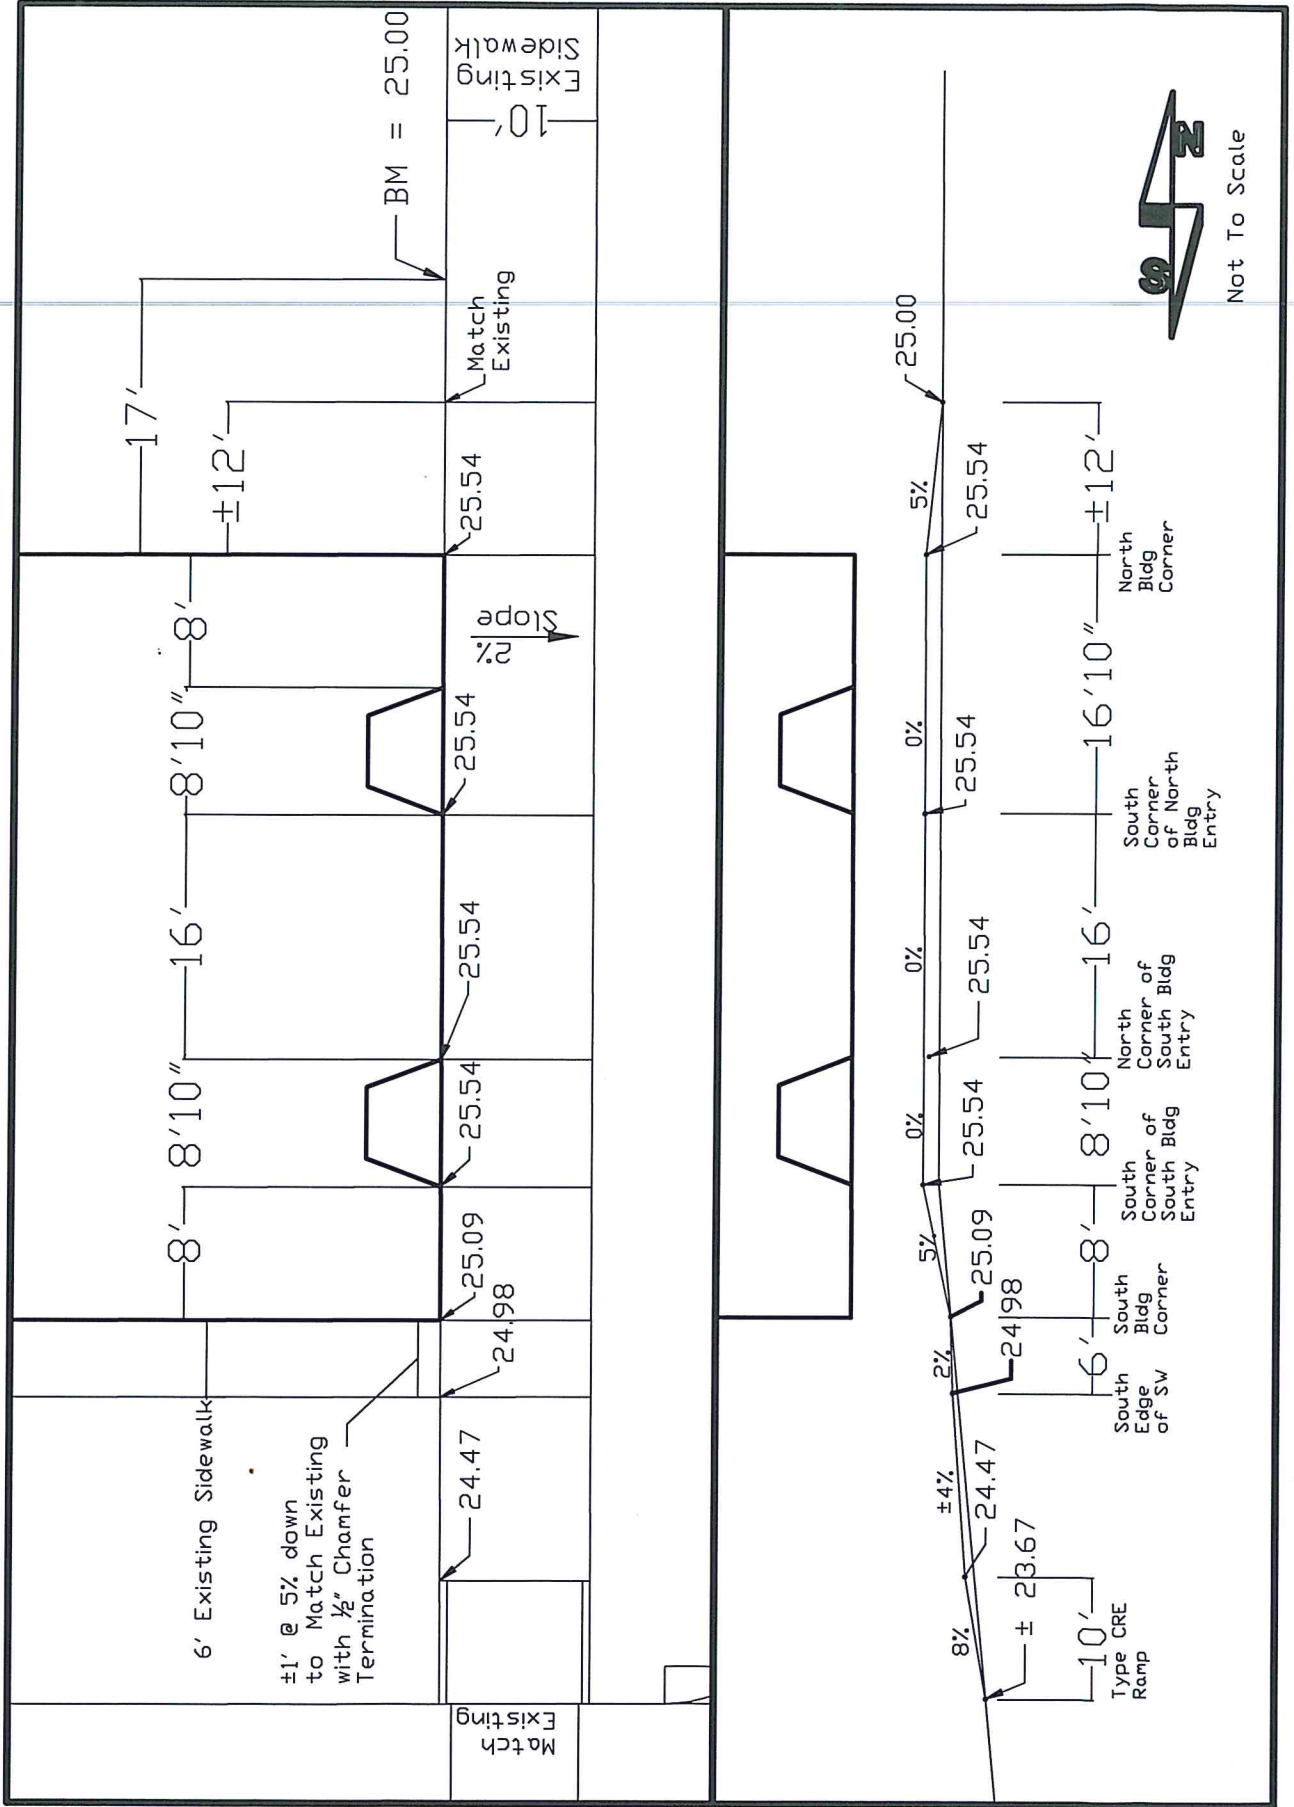 17'
±12'
8'
8'10"
16'
8'10"
8'
BM = 25.00
Match
Existing
10'
Existing
Sidewalk
25.54
2%
Slope
25.54
25.54
25.54
25.09
24.98
24.47
6' Existing Sidewalk
±1' @ 5% down
to Match Existing
with ½" Chamfer
Termination
Match
Existing
25.00
5%
25.54
0%
25.54
0%
25.54
0%
25.54
5%
25.09
24.98
2%
±4%
24.47
8%
± 23.67
±12'
16'10"
16'
8'10"
8'
6'
10'
North
Bldg
Corner
South
Corner
of North
Bldg
Entry
North
Corner of
South Bldg
Entry
South
Corner of
South Bldg
Entry
South
Bldg
Corner
South
Edge
of SW
Type CRE
Ramp
S
N
Not To Scale